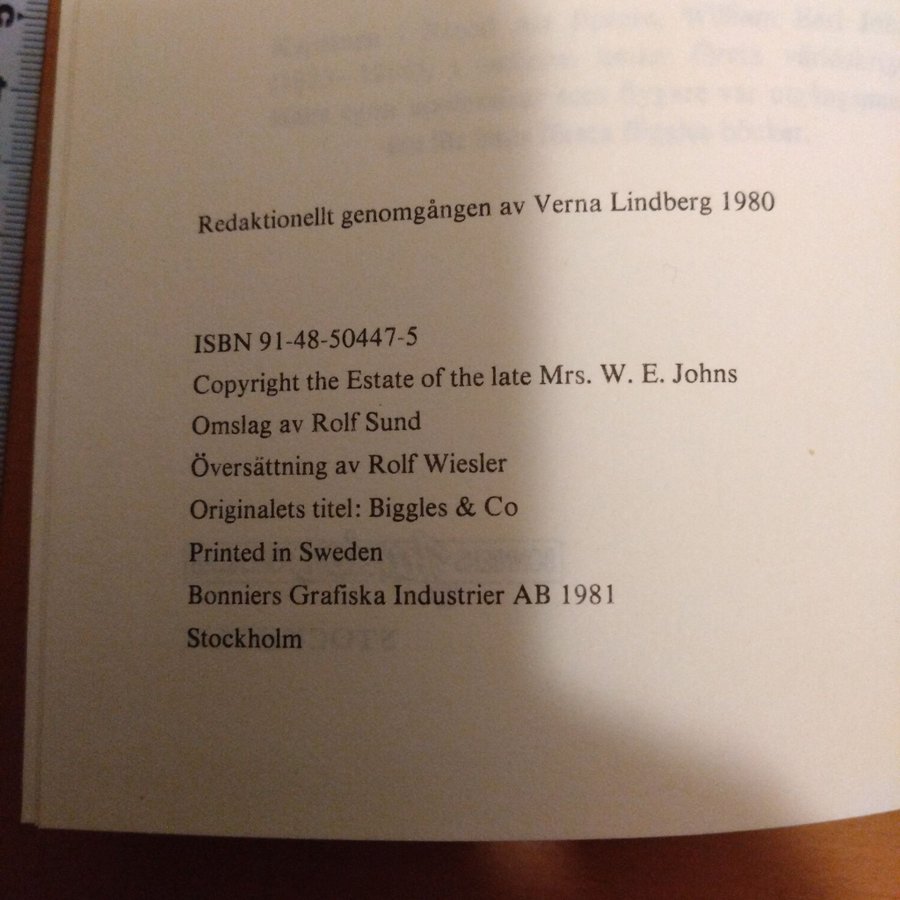 Redaktionellt genomgången av Verna Lindberg 1980
ISBN 91-48-50447-5
Copyright the Estate of the late Mrs. W. E. Johns
Omslag av Rolf Sund
Översättning av Rolf Wiesler
Originalets titel: Biggles & Co
Printed in Sweden
Bonniers Grafiska Industrier AB 1981
Stockholm